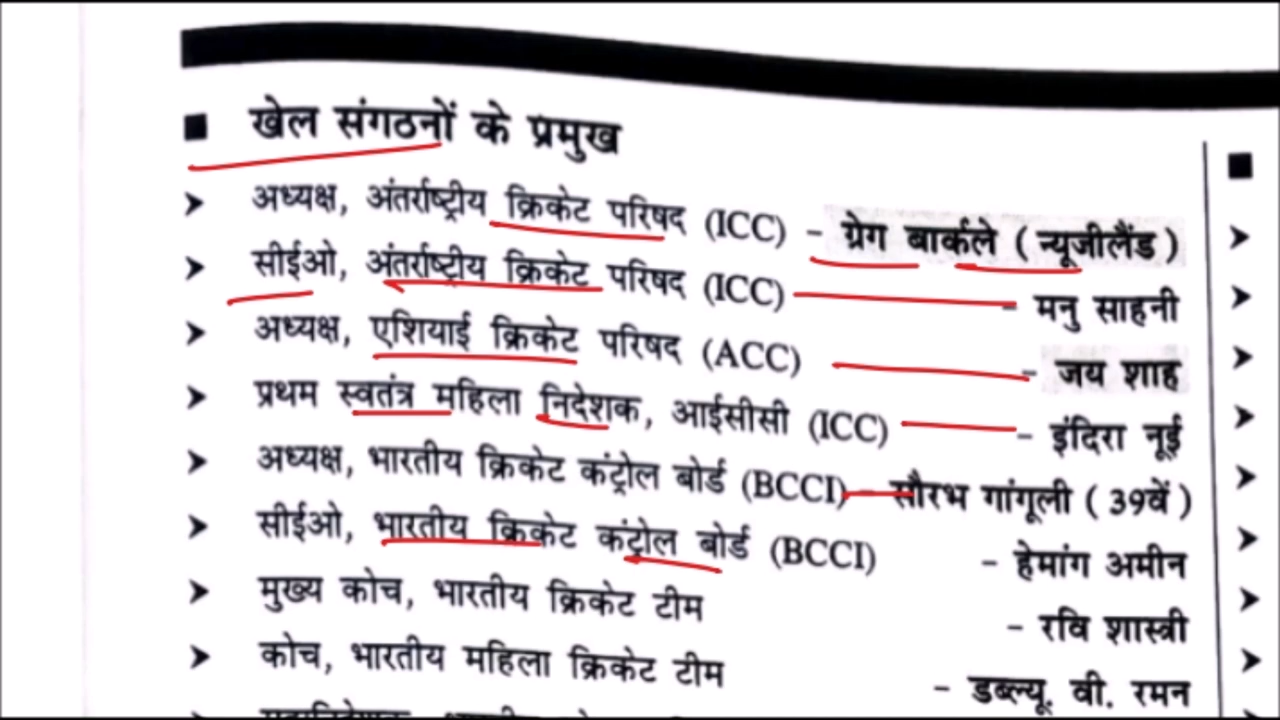 ■ खेल संगठनों के प्रमुख
➤ अध्यक्ष, अंतर्राष्ट्रीय क्रिकेट परिषद (ICC) - ग्रेग बार्कले ( न्यूजीलैंड )
➤ सीईओ, अंतर्राष्ट्रीय क्रिकेट परिषद (ICC) - मनु साहनी
➤ अध्यक्ष, एशियाई क्रिकेट परिषद (ACC) - जय शाह
➤ प्रथम स्वतंत्र महिला निदेशक, आईसीसी (ICC) - इंदिरा नूई
➤ अध्यक्ष, भारतीय क्रिकेट कंट्रोल बोर्ड (BCCI) - सौरभ गांगूली ( 39वें )
➤ सीईओ, भारतीय क्रिकेट कंट्रोल बोर्ड (BCCI) - हेमांग अमीन
➤ मुख्य कोच, भारतीय क्रिकेट टीम - रवि शास्त्री
➤ कोच, भारतीय महिला क्रिकेट टीम - डब्ल्यू. वी. रमन